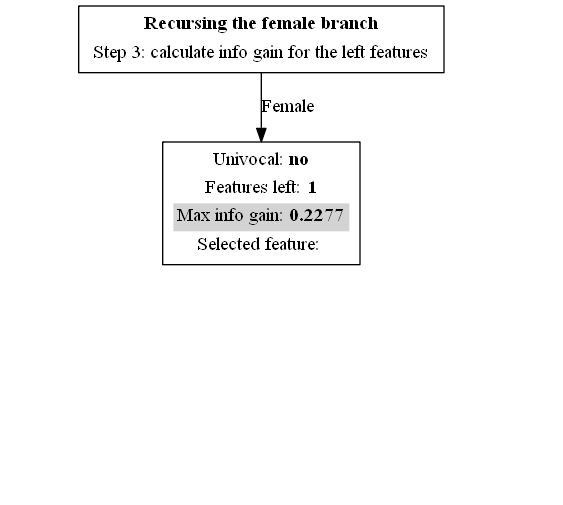 Recursing the female branch
Step 3: calculate info gain for the left features
Female
Univocal: no
Features left: 1
Max info gain: 0.2277
Selected feature: